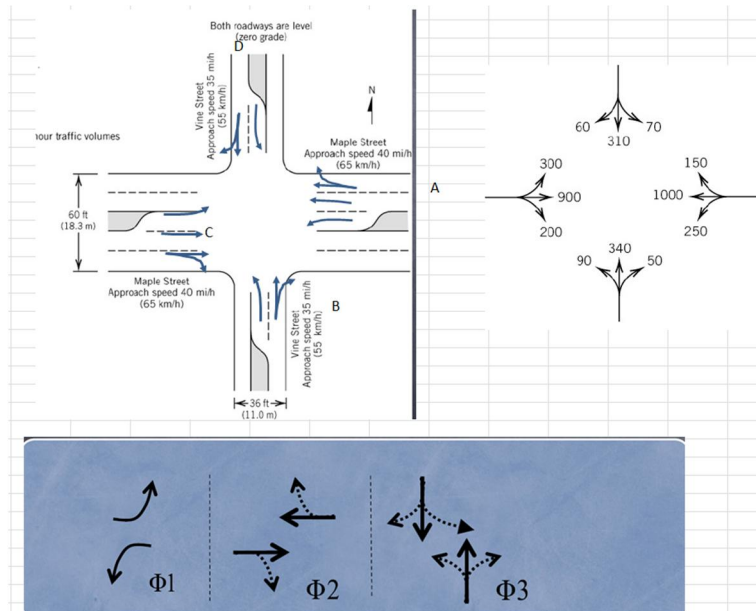 Both roadways are level
(zero grade)
D
Vine Street
Approach speed 35 mi/h
(55 km/h)
N
Maple Street
Approach speed 40 mi/h
(65 km/h)
our traffic volumes
60 ft
(18.3 m)
C
A
Maple Street
Approach speed 40 mi/h
(65 km/h)
B
Vine Street
Approach speed 35 mi/h
(55 km/h)
36 ft
(11.0 m)
60
310
70
300
900
200
150
1000
250
90
340
50
Φ1
Φ2
Φ3